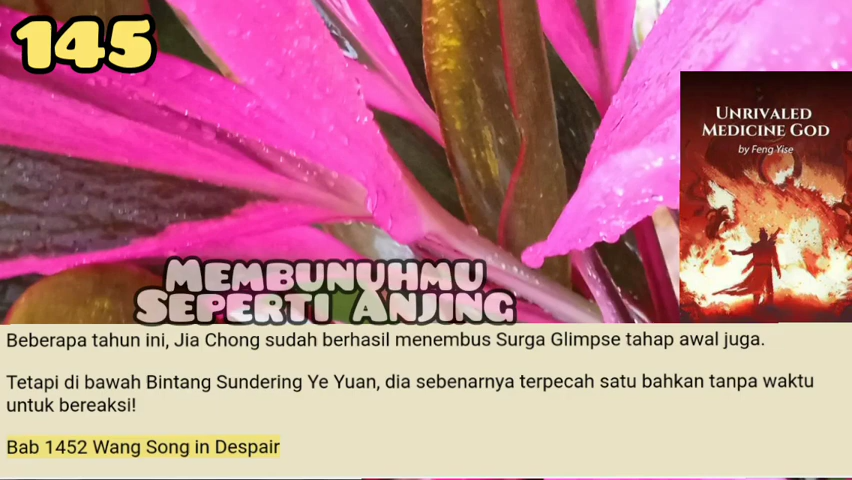 145
UNRIVALED
MEDICINE GOD
by Feng Yise
MEMBUNUHMU
SEPERTI ANJING
Beberapa tahun ini, Jia Chong sudah berhasil menembus Surga Glimpse tahap awal juga.
Tetapi di bawah Bintang Sundering Ye Yuan, dia sebenarnya terpecah satu bahkan tanpa waktu
untuk bereaksi!
Bab 1452 Wang Song in Despair